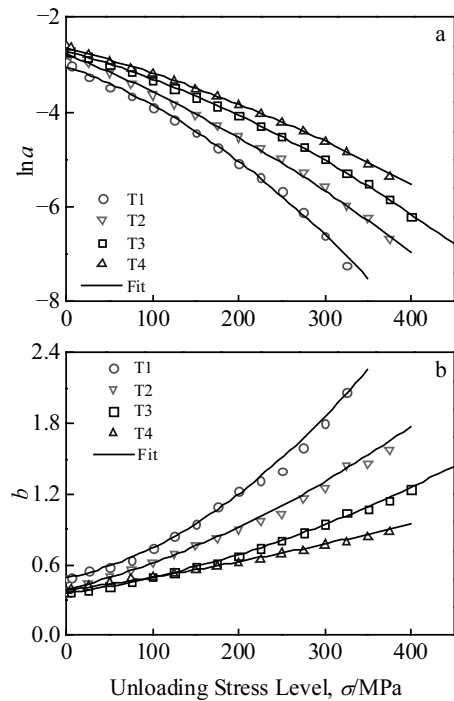 −2
a
−4
ln a
−6
T1
T2
T3
T4
Fit
−8
0 100 200 300 400
2.4
b
T1
T2
T3
T4
Fit
1.8
b
1.2
0.6
0.0
0 100 200 300 400
Unloading Stress Level, σ/MPa